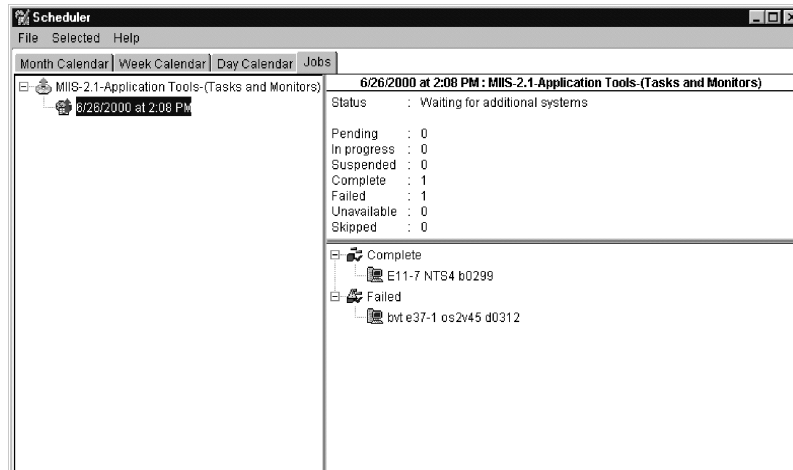 Scheduler
File Selected Help
Month Calendar Week Calendar Day Calendar Jobs
MIIS-2.1-Application Tools-(Tasks and Monitors)
6/26/2000 at 2:08 PM
6/26/2000 at 2:08 PM : MIIS-2.1-Application Tools-(Tasks and Monitors)
Status : Waiting for additional systems
Pending : 0
In progress : 0
Suspended : 0
Complete : 1
Failed : 1
Unavailable : 0
Skipped : 0
Complete
E11-7 NTS4 b0299
Failed
bvt e37-1 os2v45 d0312